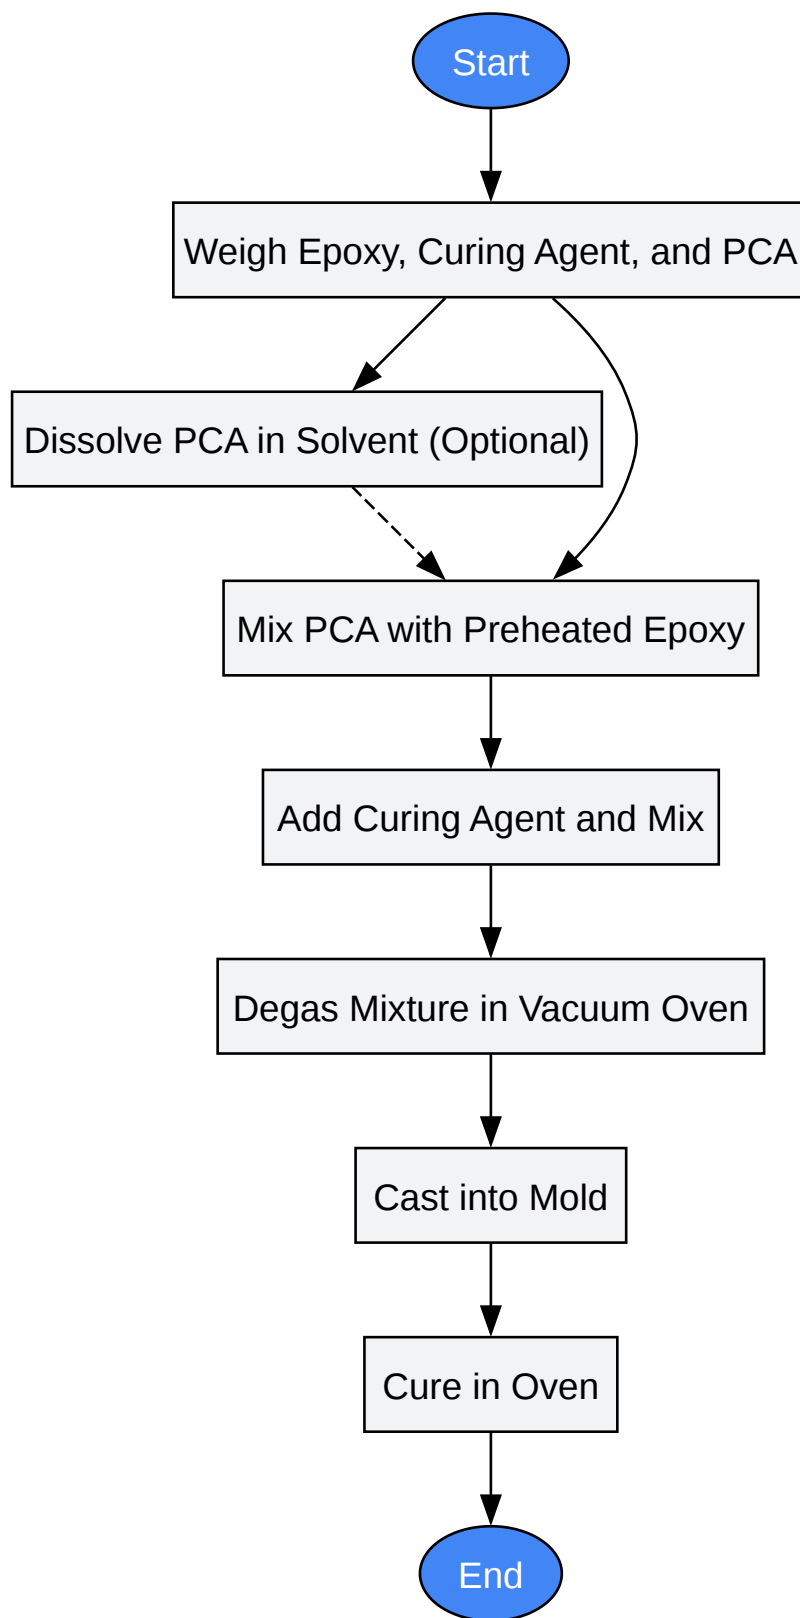 Start
Weigh Epoxy, Curing Agent, and PCA
Dissolve PCA in Solvent (Optional)
Mix PCA with Preheated Epoxy
Add Curing Agent and Mix
Degas Mixture in Vacuum Oven
Cast into Mold
Cure in Oven
End